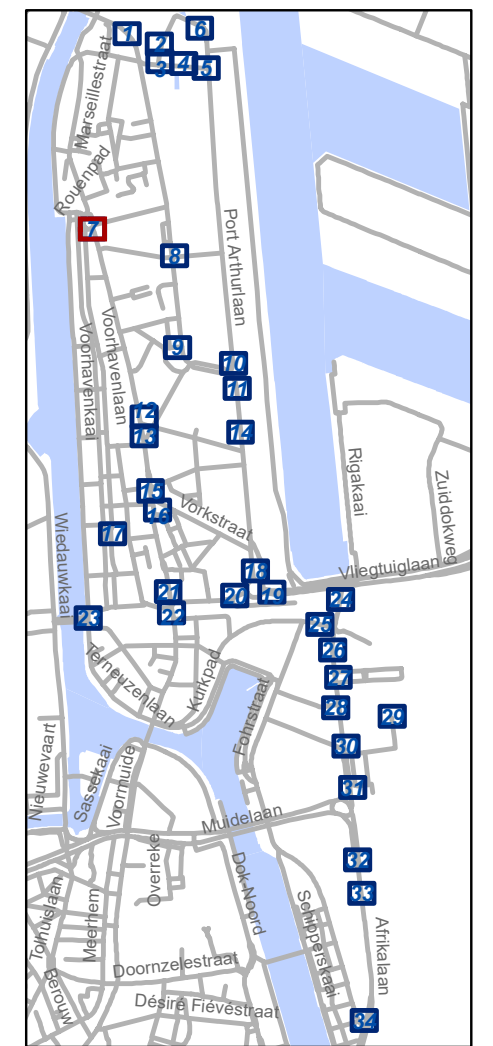 1
2
6
3
4
5
Marseillestraat
Rouenpad
7
8
Port Arthurlaan
9
10
11
Voorhavenlaan
Voorhavenkaai
12
13
14
Rigakaai
Zuiddokweg
15
16
Vorkstraat
17
Wiedauwkaai
18
Vliegtuiglaan
19
20
21
22
23
24
25
26
27
28
29
30
31
Terneuzenlaan
Kurkpad
Fohrstraat
Nieuwevaart
Sassekaai
Voormuide
Muidelaan
32
33
Overreke
Dok-Noord
Schipperskaai
Afrikalaan
Tolhuislaan
Meerhem
Doornzelestraat
Berouw
Désiré Fiévéstraat
34